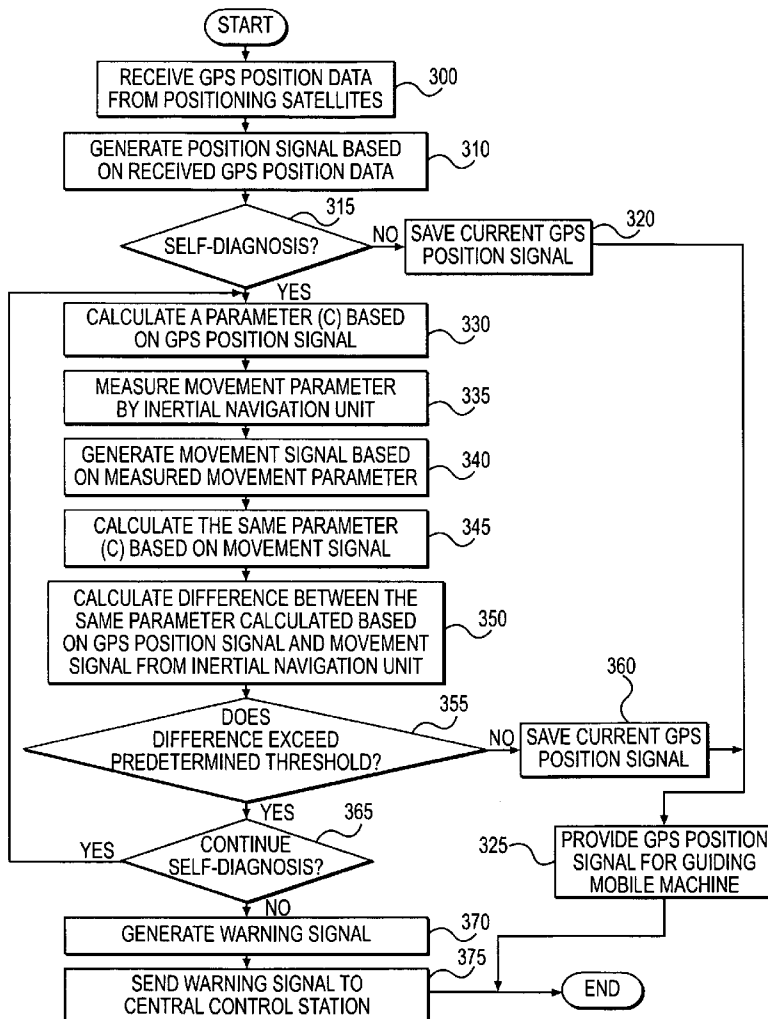 START
RECEIVE GPS POSITION DATA
FROM POSITIONING SATELLITES
300
GENERATE POSITION SIGNAL BASED
ON RECEIVED GPS POSITION DATA
310
315
SELF-DIAGNOSIS?
NO
SAVE CURRENT GPS
POSITION SIGNAL
320
YES
CALCULATE A PARAMETER (C) BASED
ON GPS POSITION SIGNAL
330
MEASURE MOVEMENT PARAMETER
BY INERTIAL NAVIGATION UNIT
335
GENERATE MOVEMENT SIGNAL BASED
ON MEASURED MOVEMENT PARAMETER
340
CALCULATE THE SAME PARAMETER
(C) BASED ON MOVEMENT SIGNAL
345
CALCULATE DIFFERENCE BETWEEN THE
SAME PARAMETER CALCULATED BASED
ON GPS POSITION SIGNAL AND MOVEMENT
SIGNAL FROM INERTIAL NAVIGATION UNIT
350
DOES
DIFFERENCE EXCEED
PREDETERMINED THRESHOLD?
355
NO
SAVE CURRENT GPS
POSITION SIGNAL
360
YES
365
CONTINUE
SELF-DIAGNOSIS?
YES
325
PROVIDE GPS POSITION
SIGNAL FOR GUIDING
MOBILE MACHINE
NO
GENERATE WARNING SIGNAL
370
SEND WARNING SIGNAL TO
CENTRAL CONTROL STATION
375
END